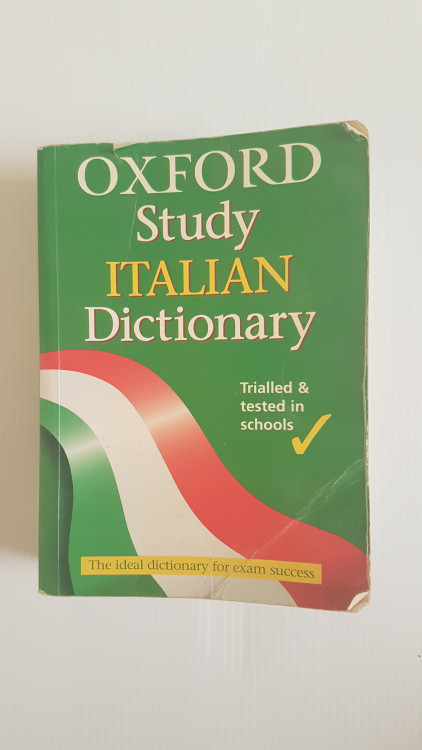 OXFORD
Study
ITALIAN
Dictionary
Trialled &
tested in
schools
The ideal dictionary for exam success